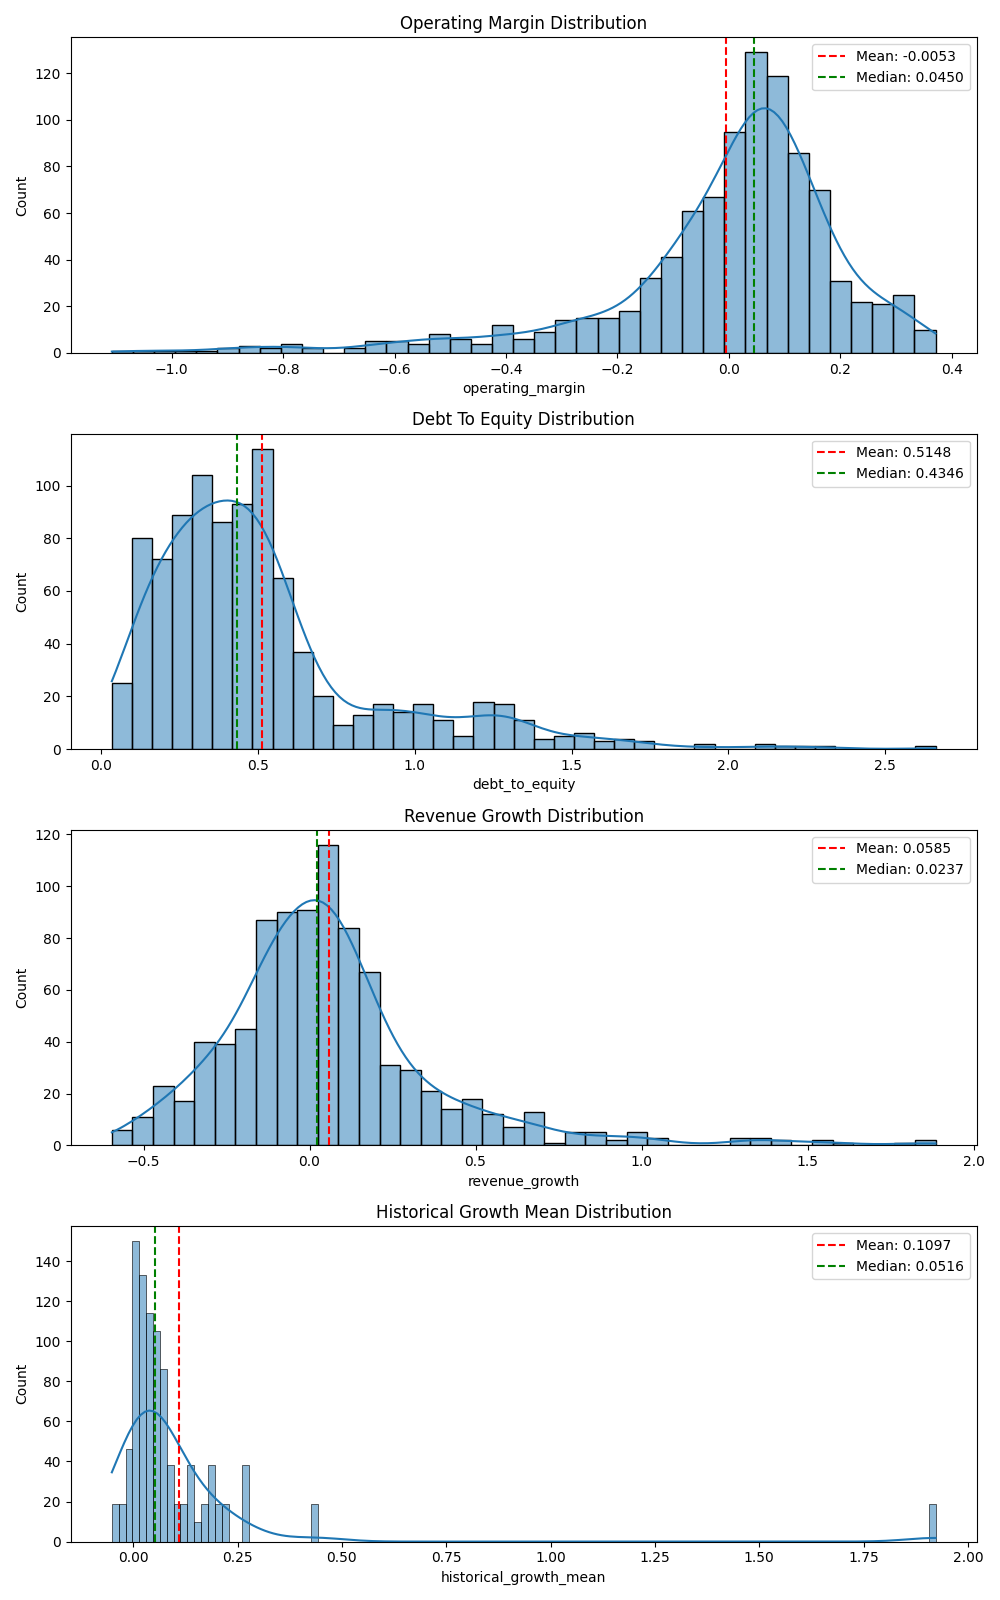 Operating Margin Distribution
Mean: -0.0053
Median: 0.0450
Count
120
100
80
60
40
20
0
−1.0
−0.8
−0.6
−0.4
−0.2
0.0
0.2
0.4
operating_margin
Debt To Equity Distribution
Mean: 0.5148
Median: 0.4346
Count
100
80
60
40
20
0
0.0
0.5
1.0
1.5
2.0
2.5
debt_to_equity
Revenue Growth Distribution
Mean: 0.0585
Median: 0.0237
Count
120
100
80
60
40
20
0
−0.5
0.0
0.5
1.0
1.5
2.0
revenue_growth
Historical Growth Mean Distribution
Mean: 0.1097
Median: 0.0516
Count
140
120
100
80
60
40
20
0
0.00
0.25
0.50
0.75
1.00
1.25
1.50
1.75
2.00
historical_growth_mean